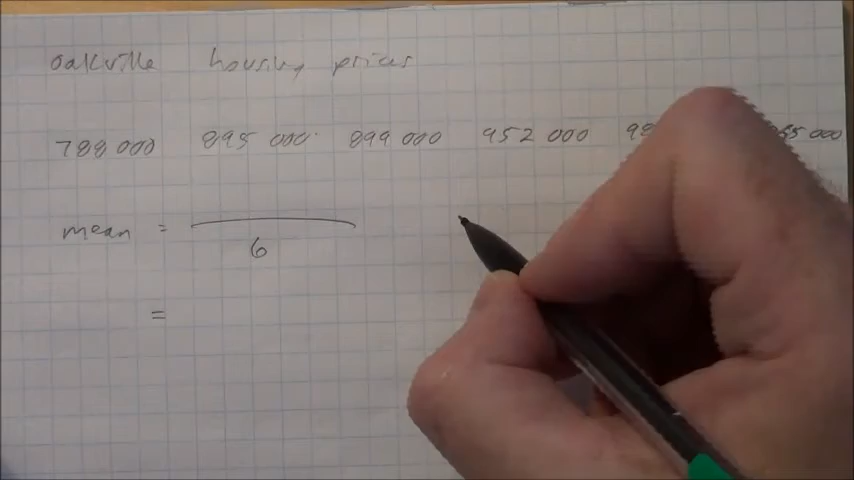 Oakville housing prices
788 000 895 000 899 000 952 000
mean =
6
=